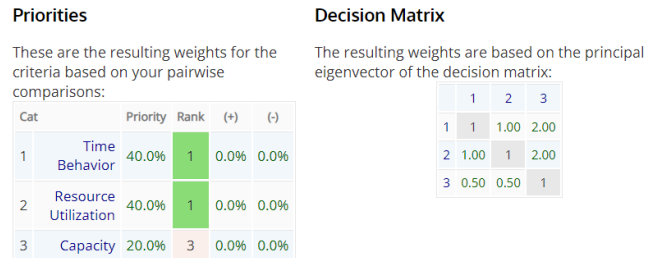 Priorities
These are the resulting weights for the
criteria based on your pairwise
comparisons:
Cat Priority Rank (+) (-)
1 Time Behavior 40.0% 1 0.0% 0.0%
2 Resource Utilization 40.0% 1 0.0% 0.0%
3 Capacity 20.0% 3 0.0% 0.0%
Decision Matrix
The resulting weights are based on the principal
eigenvector of the decision matrix:
1 2 3
1 1 1.00 2.00
2 1.00 1 2.00
3 0.50 0.50 1